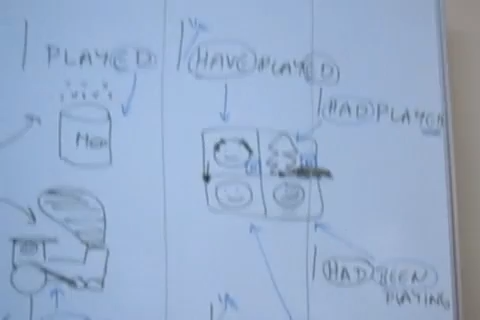 I PLAYED
I HAVE PLAYED
I HAD PLAYED
I HAD BEEN
PLAYING